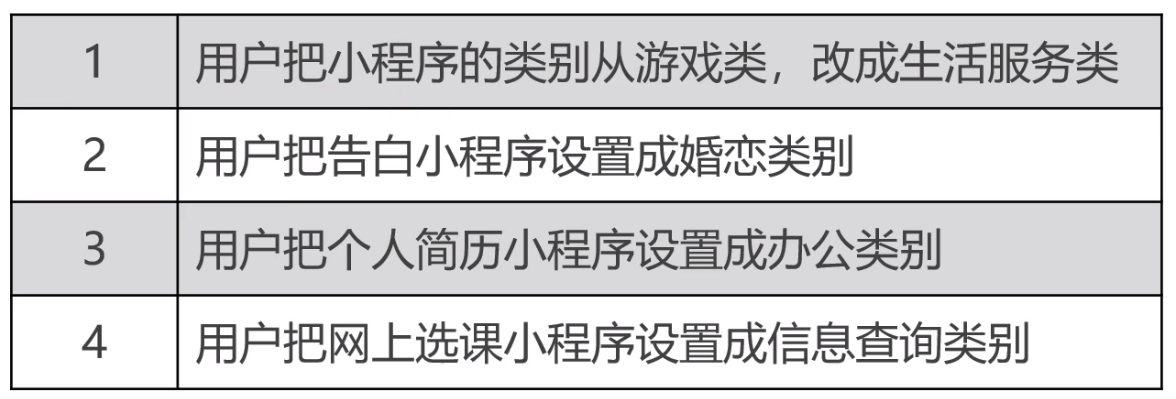 1 用户把小程序的类别从游戏类，改成生活服务类
2 用户把告白小程序设置成婚恋类别
3 用户把个人简历小程序设置成办公类别
4 用户把网上选课小程序设置成信息查询类别